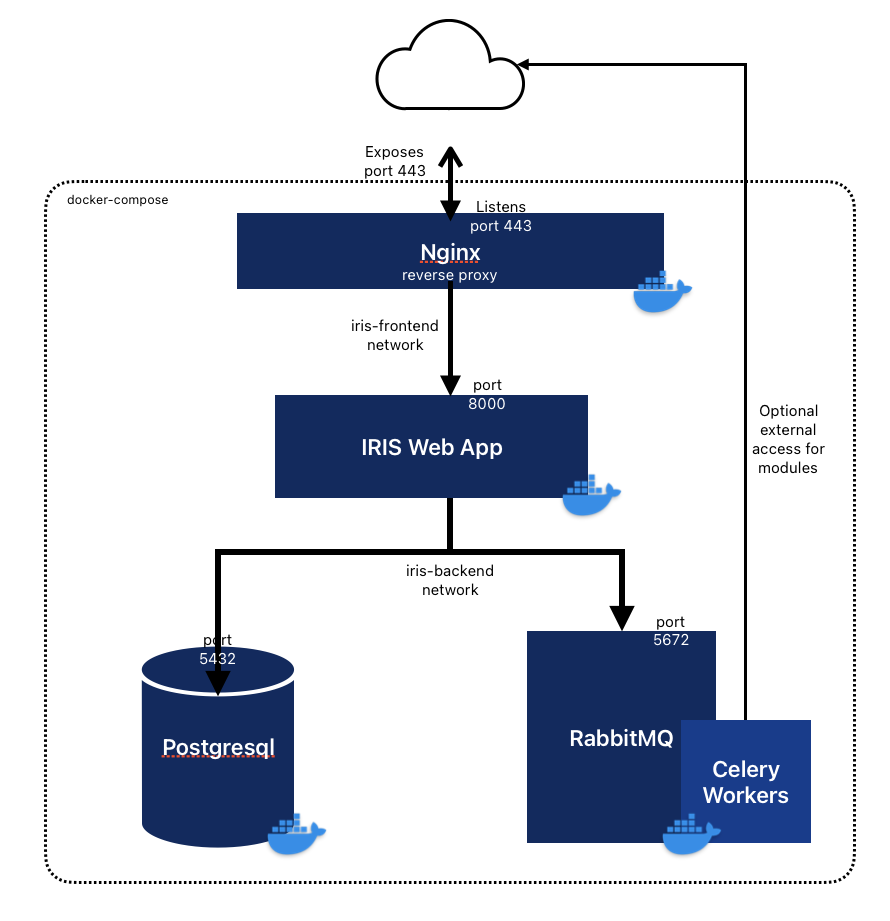 Exposes
port 443
docker-compose
Listens
port 443
Nginx
reverse proxy
iris-frontend
network
port
8000
IRIS Web App
Optional
external
access for
modules
iris-backend
network
port
5432
Postgresql
port
5672
RabbitMQ
Celery
Workers